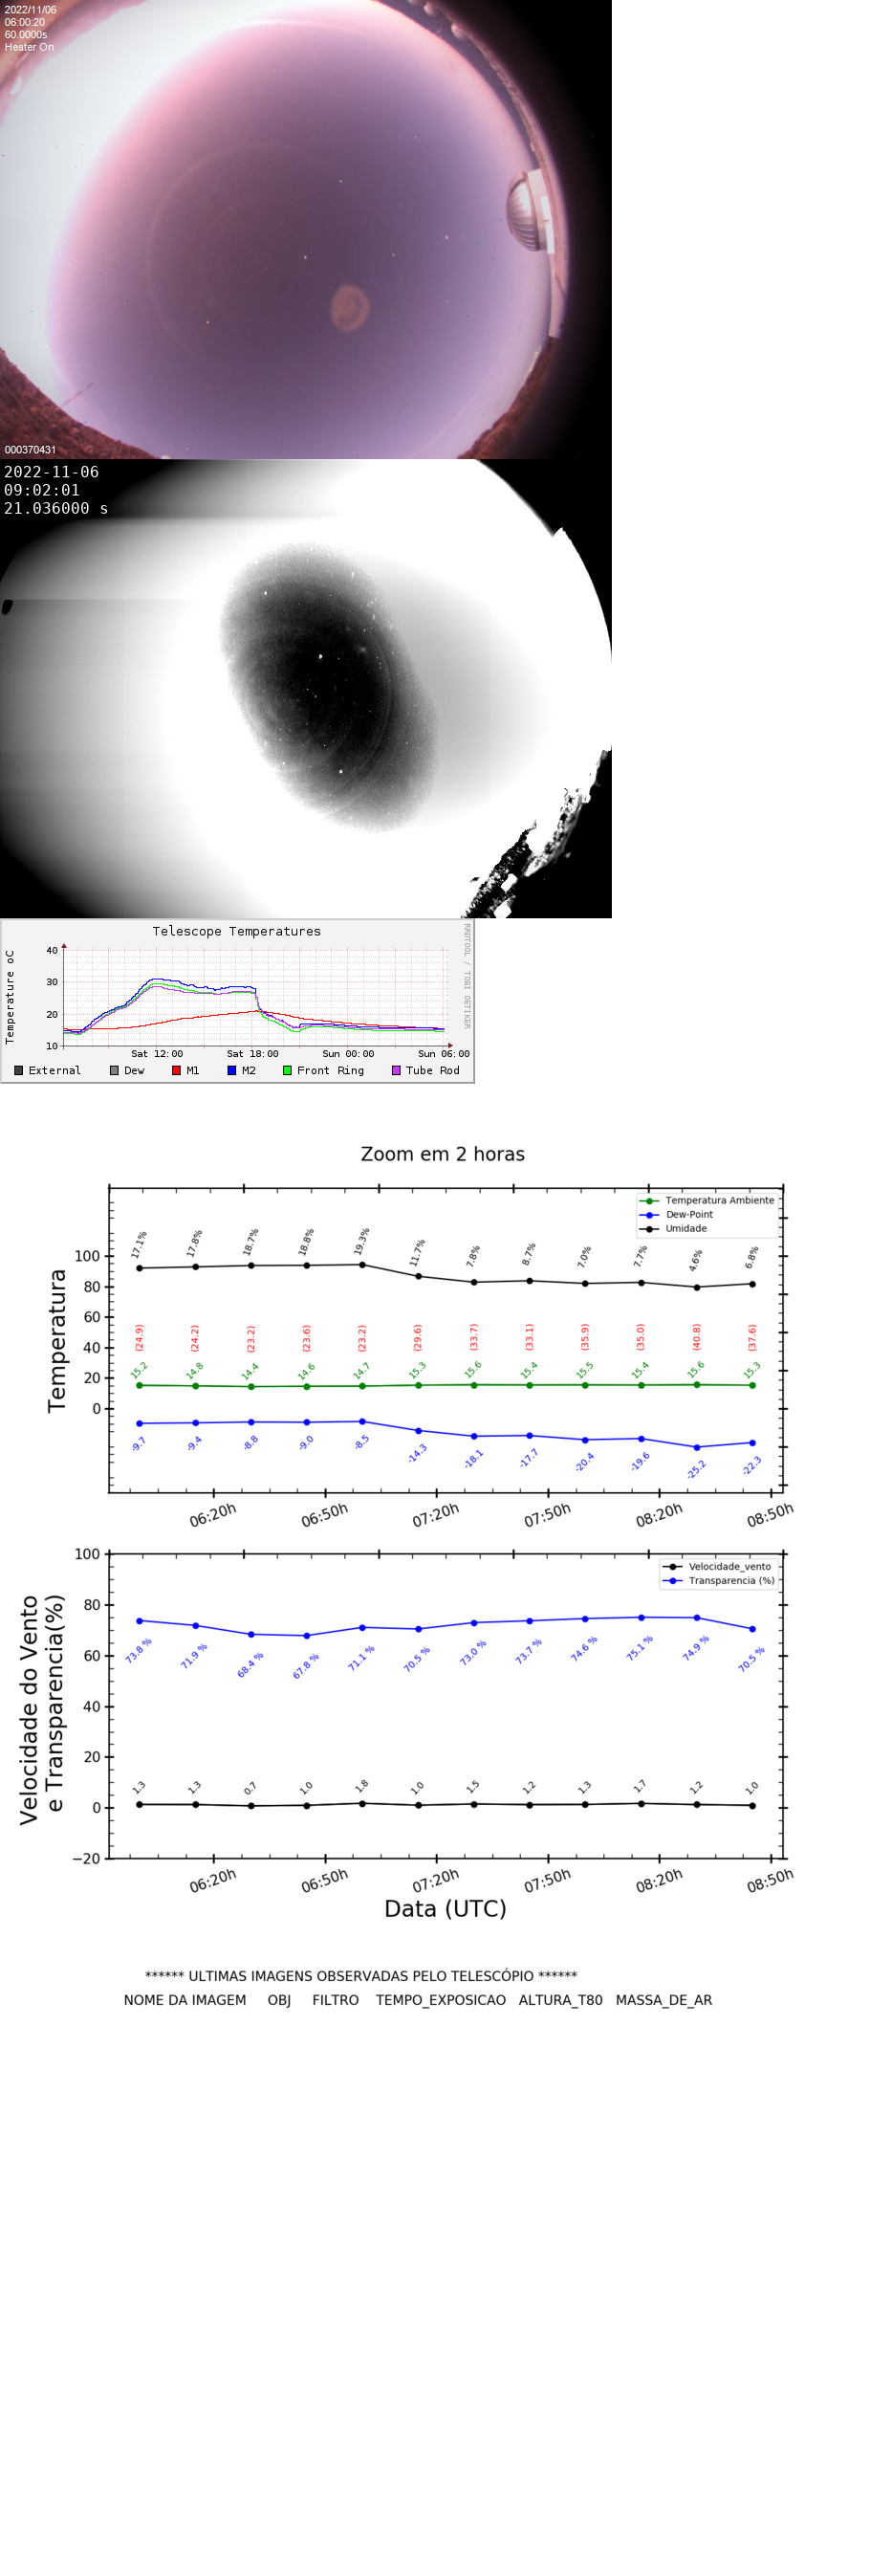 2022/11/06
06:00:20
60.0000s
Heater On
000370431
2022-11-06
09:02:01
21.036000 s
Telescope Temperatures
RRDTOOL / TOBI OETIKER
Temperature oC
40
30
20
10
Sat 12:00 Sat 18:00 Sun 00:00 Sun 06:00
External Dew M1 M2 Front Ring Tube Rod
Zoom em 2 horas
Temperatura Ambiente
Dew-Point
Umidade
Temperatura
100
80
60
40
20
0
17.1% 17.8% 18.7% 18.8% 19.3% 11.7% 7.8% 8.7% 7.0% 7.7% 4.6% 6.8%
(24.9) (24.2) (23.2) (23.6) (23.2) (29.6) (33.7) (33.1) (35.9) (35.0) (40.8) (37.6)
15.2 14.8 14.4 14.6 14.7 15.3 15.6 15.4 15.5 15.4 15.6 15.3
-9.7 -9.4 -8.8 -9.0 -8.5 -14.3 -18.1 -17.7 -20.4 -19.6 -25.2 -22.3
06:20h 06:50h 07:20h 07:50h 08:20h 08:50h
Velocidade_vento
Transparencia (%)
Velocidade do Vento
e Transparencia(%)
100
80
60
40
20
0
−20
73.8 % 71.9 % 68.4 % 67.8 % 71.1 % 70.5 % 73.0 % 73.7 % 74.6 % 75.1 % 74.9 % 70.5 %
1.3 1.3 0.7 1.0 1.8 1.0 1.5 1.2 1.3 1.7 1.2 1.0
06:20h 06:50h 07:20h 07:50h 08:20h 08:50h
Data (UTC)
****** ULTIMAS IMAGENS OBSERVADAS PELO TELESCÓPIO ******
NOME DA IMAGEM OBJ FILTRO TEMPO_EXPOSICAO ALTURA_T80 MASSA_DE_AR